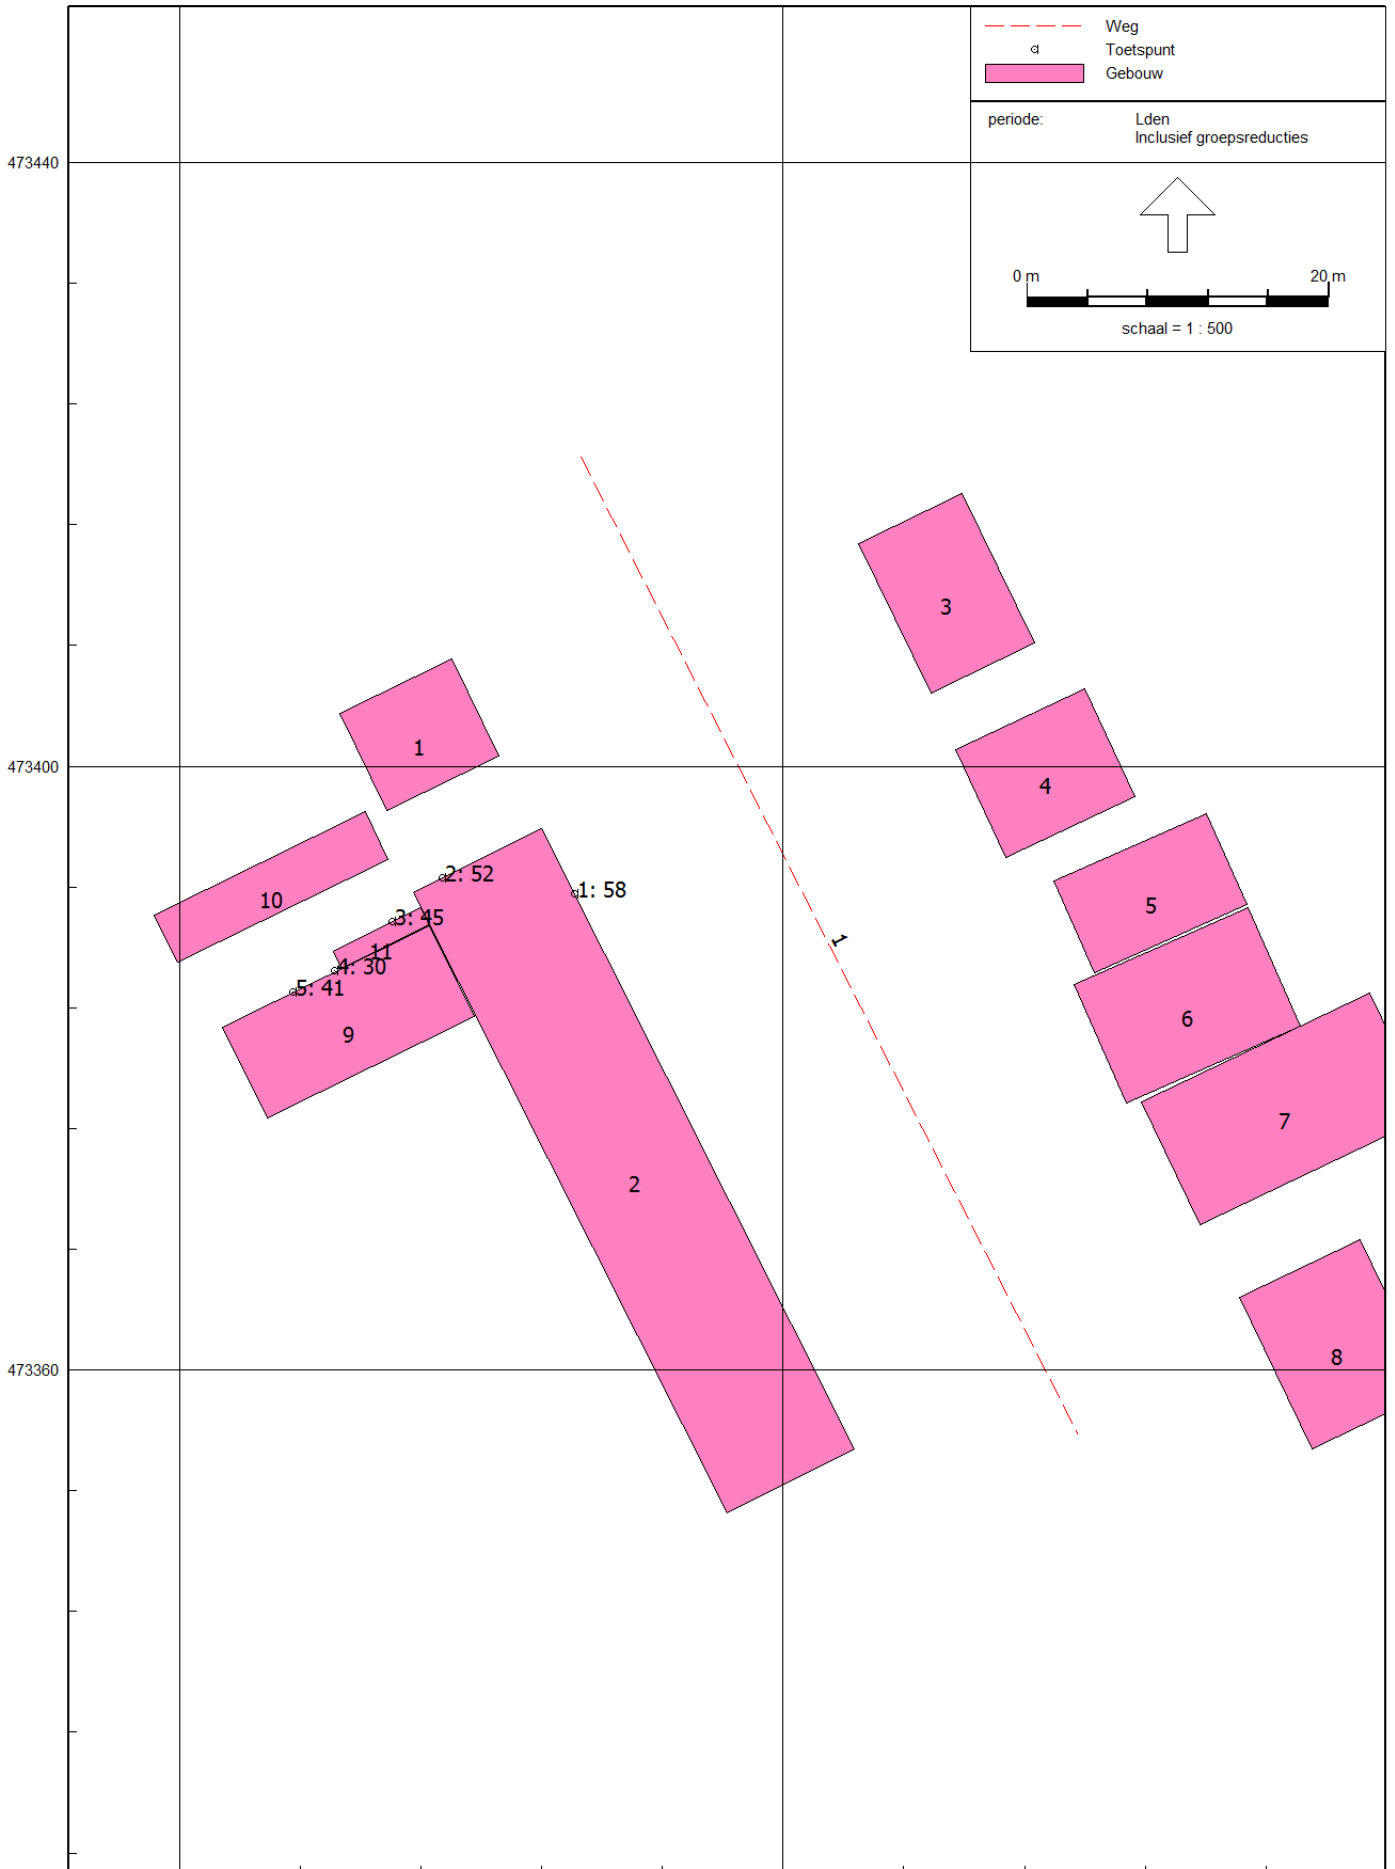 Weg
Toetspunt
Gebouw
periode: Lden
Inclusief groepsreducties
0 m 20 m
schaal = 1 : 500
473440
3
1
473400
4
2: 52
1: 58
10
5
3: 45
1
11
4: 30
5: 41
6
9
7
2
8
473360